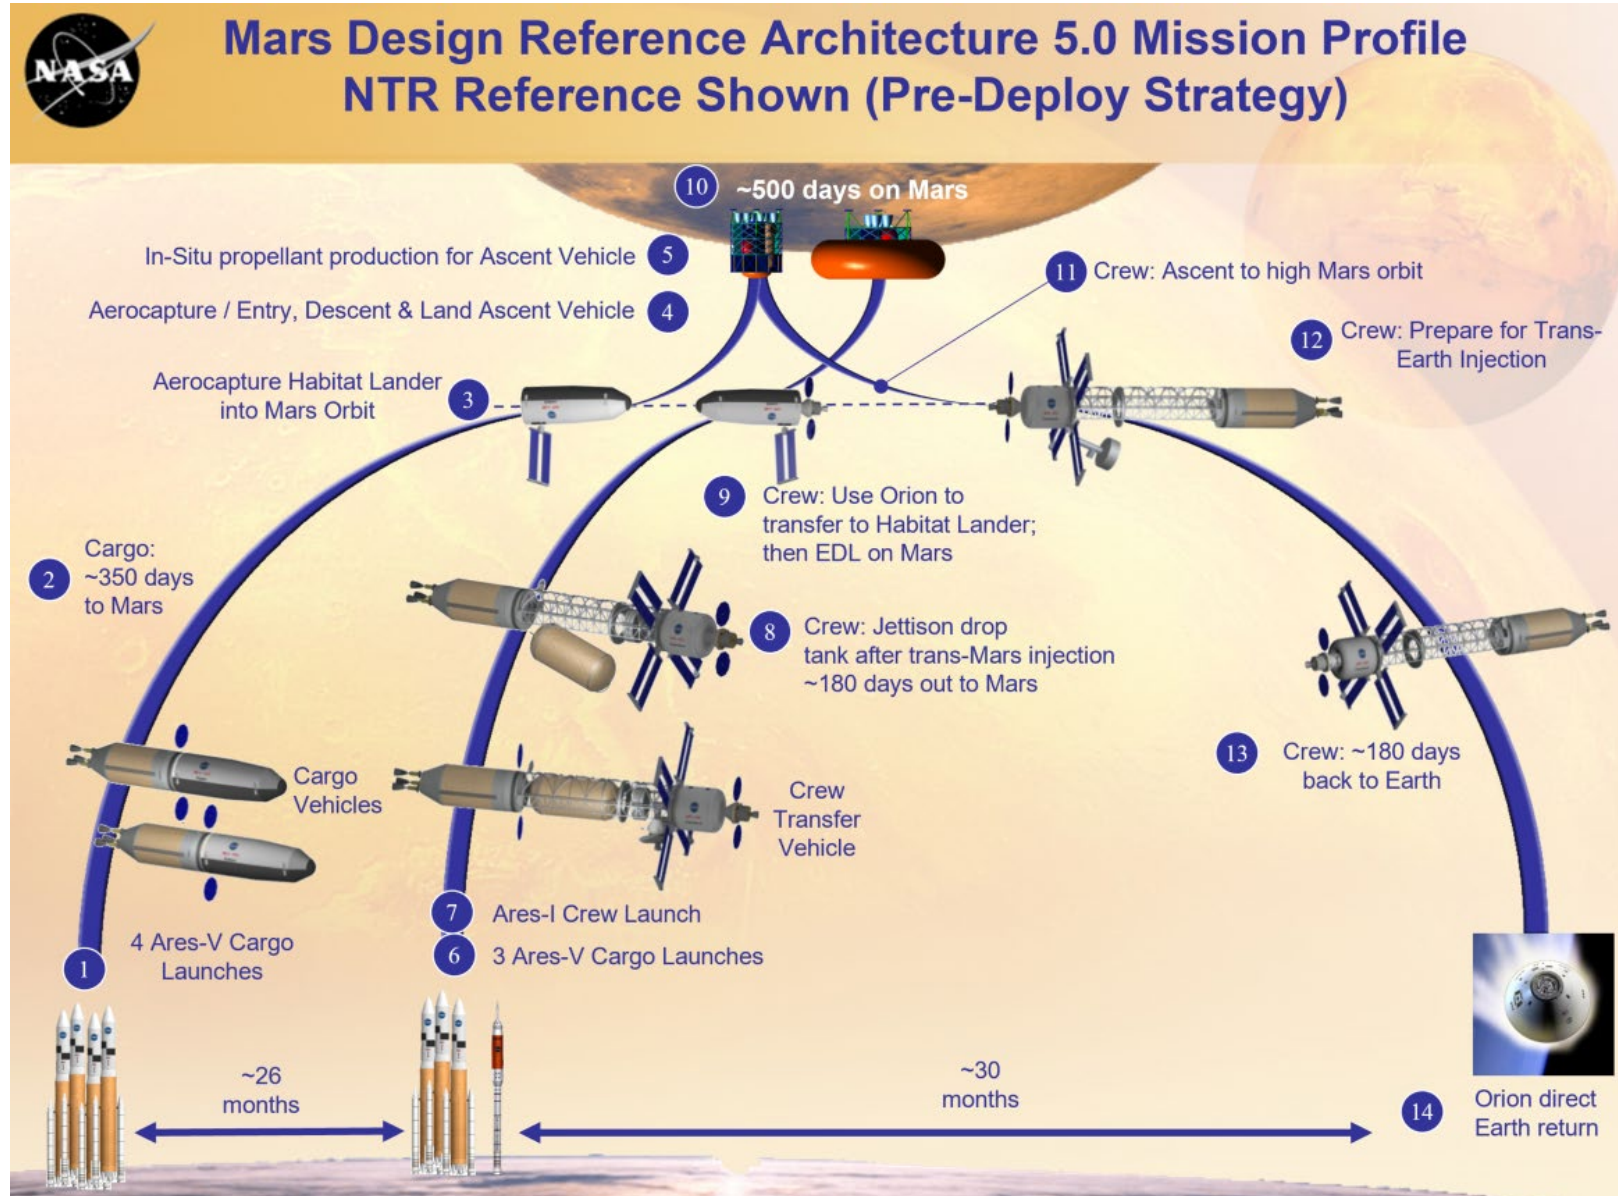 NASA
Mars Design Reference Architecture 5.0 Mission Profile
NTR Reference Shown (Pre-Deploy Strategy)
10
~500 days on Mars
In-Situ propellant production for Ascent Vehicle
5
11
Crew: Ascent to high Mars orbit
Aerocapture / Entry, Descent & Land Ascent Vehicle
4
12
Crew: Prepare for Trans-
Earth Injection
Aerocapture Habitat Lander
into Mars Orbit
3
9
Crew: Use Orion to
transfer to Habitat Lander;
then EDL on Mars
2
Cargo:
~350 days
to Mars
8
Crew: Jettison drop
tank after trans-Mars injection
~180 days out to Mars
13
Crew: ~180 days
back to Earth
Cargo
Vehicles
Crew
Transfer
Vehicle
7
Ares-I Crew Launch
6
3 Ares-V Cargo Launches
1
4 Ares-V Cargo
Launches
~26
months
~30
months
14
Orion direct
Earth return